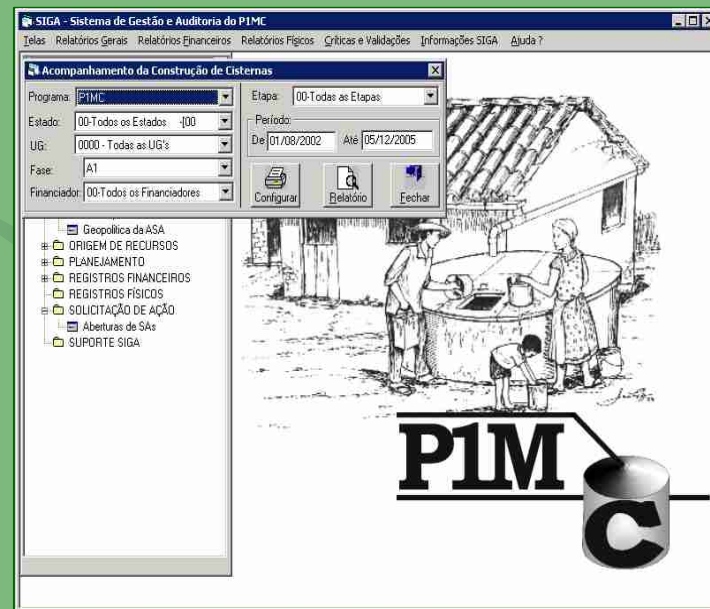 SIGA - Sistema de Gestão e Auditoria do P1MC
Telas Relatórios Gerais Relatórios Financeiros Relatórios Físicos Críticas e Validações Informações SIGA Ajuda ?
Acompanhamento da Construção de Cisternas
Programa: P1MC
Estado: 00-Todos os Estados -[00
UG: 0000 - Todas as UG's
Fase: A1
Financiador: 00-Todos os Financiadores
Etapa: 00-Todas as Etapas
Período:
De 01/08/2002 Até 05/12/2005
Configurar Relatório Fechar
Geopolítica da ASA
ORIGEM DE RECURSOS
PLANEJAMENTO
REGISTROS FINANCEIROS
REGISTROS FÍSICOS
SOLICITAÇÃO DE AÇÃO
Aberturas de SAs
SUPORTE SIGA
P1M
C